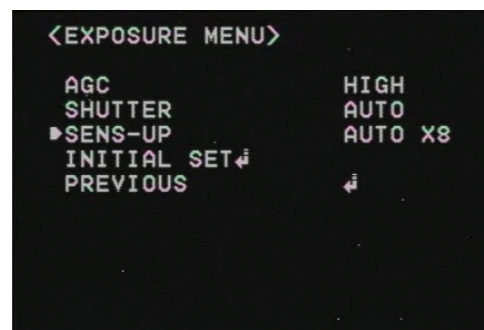 <EXPOSURE MENU>
AGC HIGH
SHUTTER AUTO
SENS-UP AUTO X8
INITIAL SET↲
PREVIOUS ↲